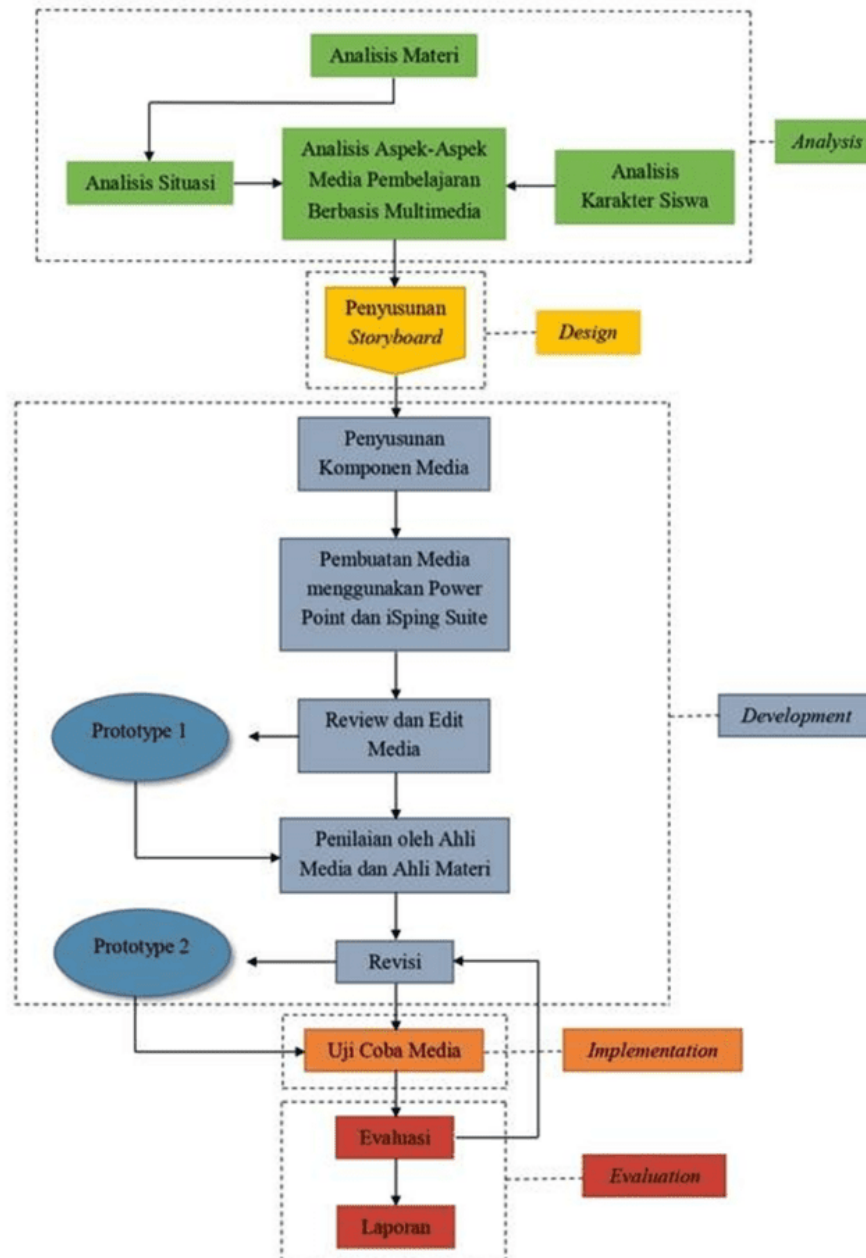 Analisis Materi
Analisis Situasi
Analisis Aspek-Aspek
Media Pembelajaran
Berbasis Multimedia
Analisis
Karakter Siswa
Analysis
Penyusunan
Storyboard
Design
Penyusunan
Komponen Media
Pembuatan Media
menggunakan Power
Point dan iSping Suite
Prototype 1
Review dan Edit
Media
Development
Penilaian oleh Ahli
Media dan Ahli Materi
Prototype 2
Revisi
Uji Coba Media
Implementation
Evaluasi
Evaluation
Laporan